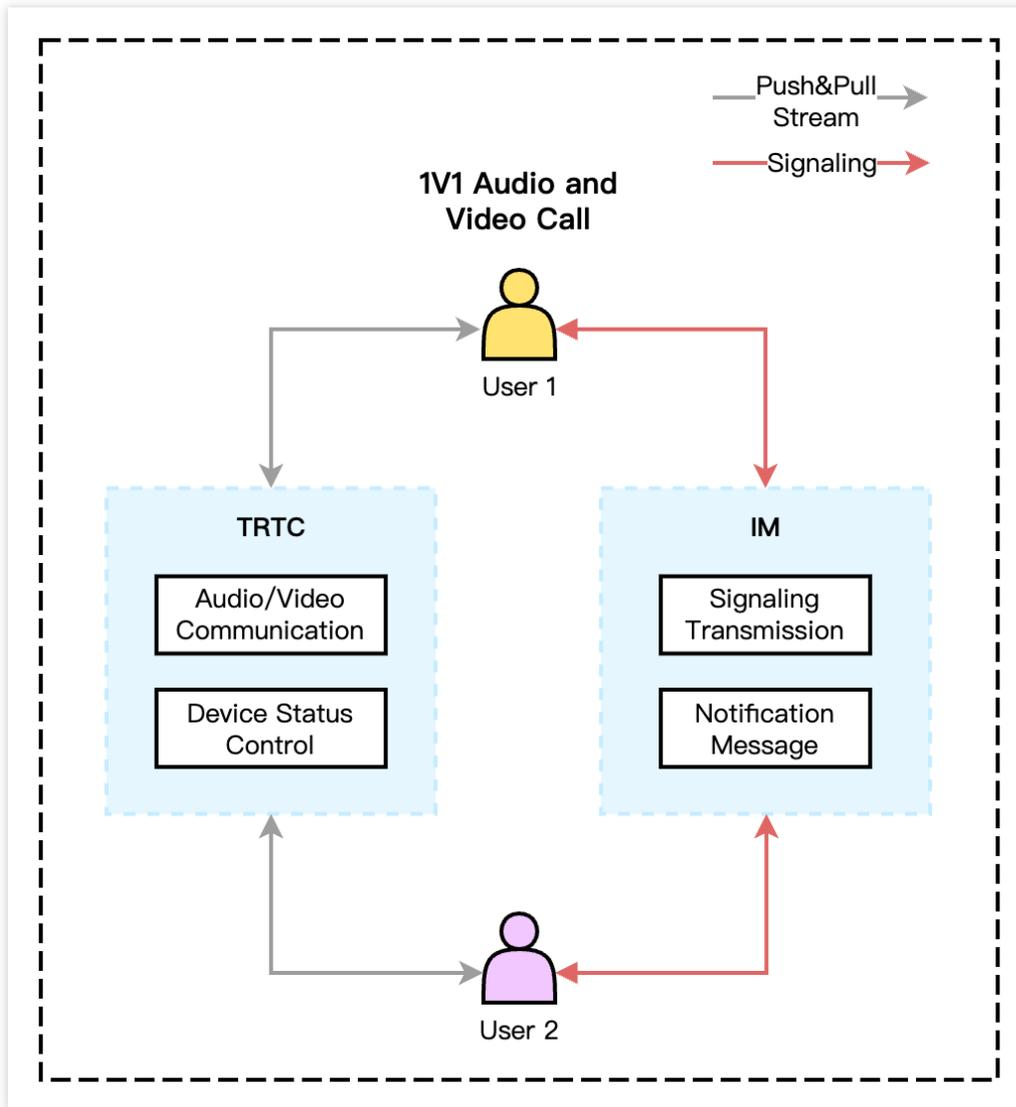 Push&Pull
Stream
Signaling
1V1 Audio and
Video Call
User 1
TRTC
Audio/Video
Communication
Device Status
Control
IM
Signaling
Transmission
Notification
Message
User 2